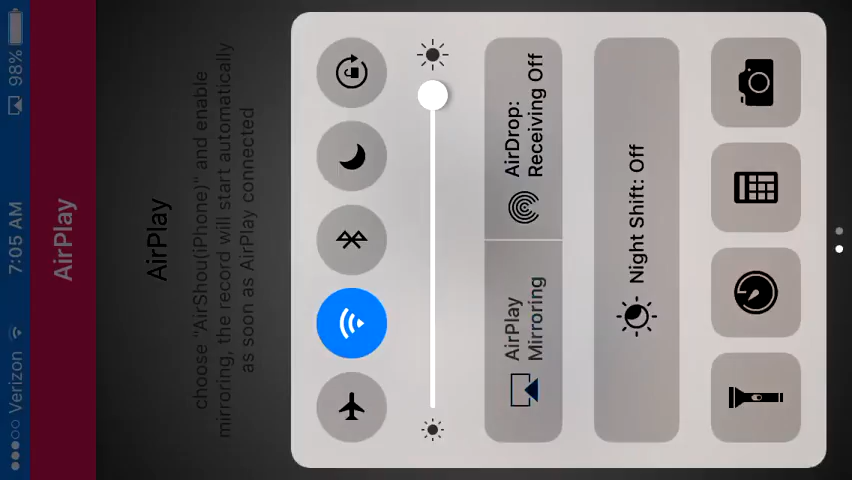 Verizon 7:05 AM 98%
AirPlay
AirPlay
choose "AirShou(iPhone)" and enable
mirroring, the record will start automatically
as soon as AirPlay connected
AirPlay
Mirroring
AirDrop:
Receiving Off
Night Shift: Off